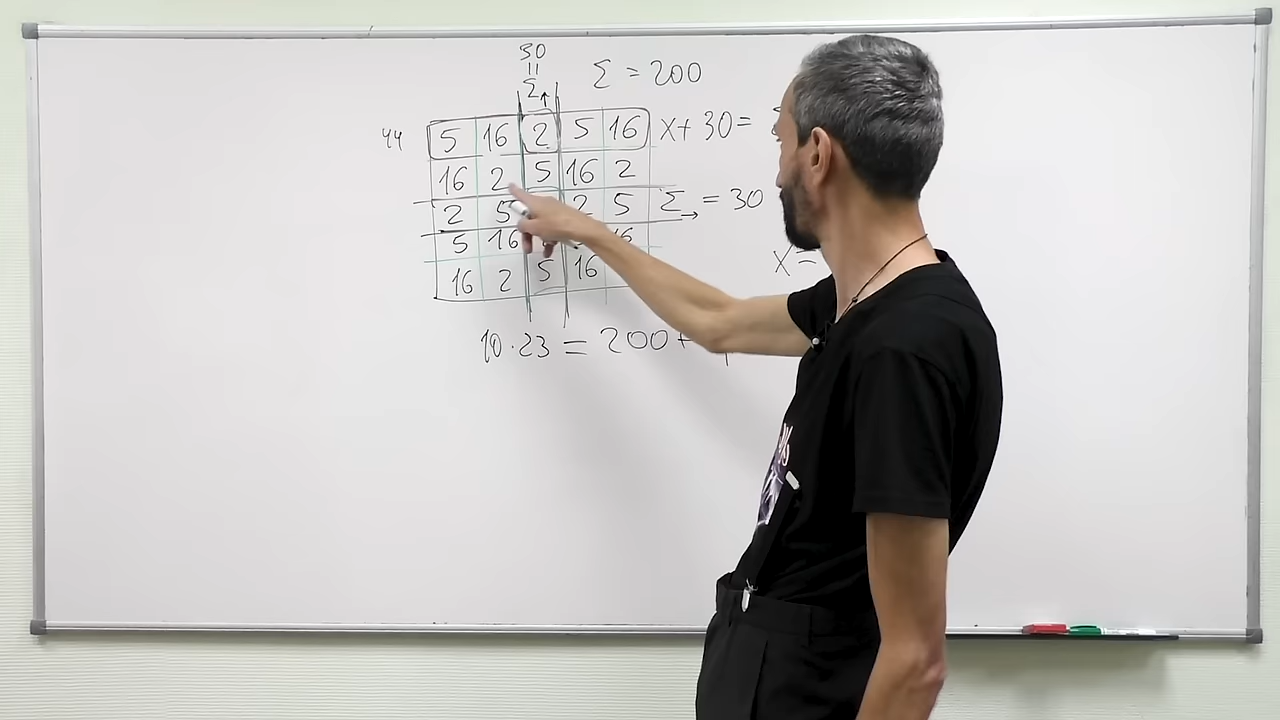 30
||
Σ↑
Σ = 200
44
5 16 2 5 16 x + 30 =
16 2 5 16 2
2 5 2 5 Σ→ = 30
5 16 16
x =
16 2 5 16
10 · 23 = 200 +